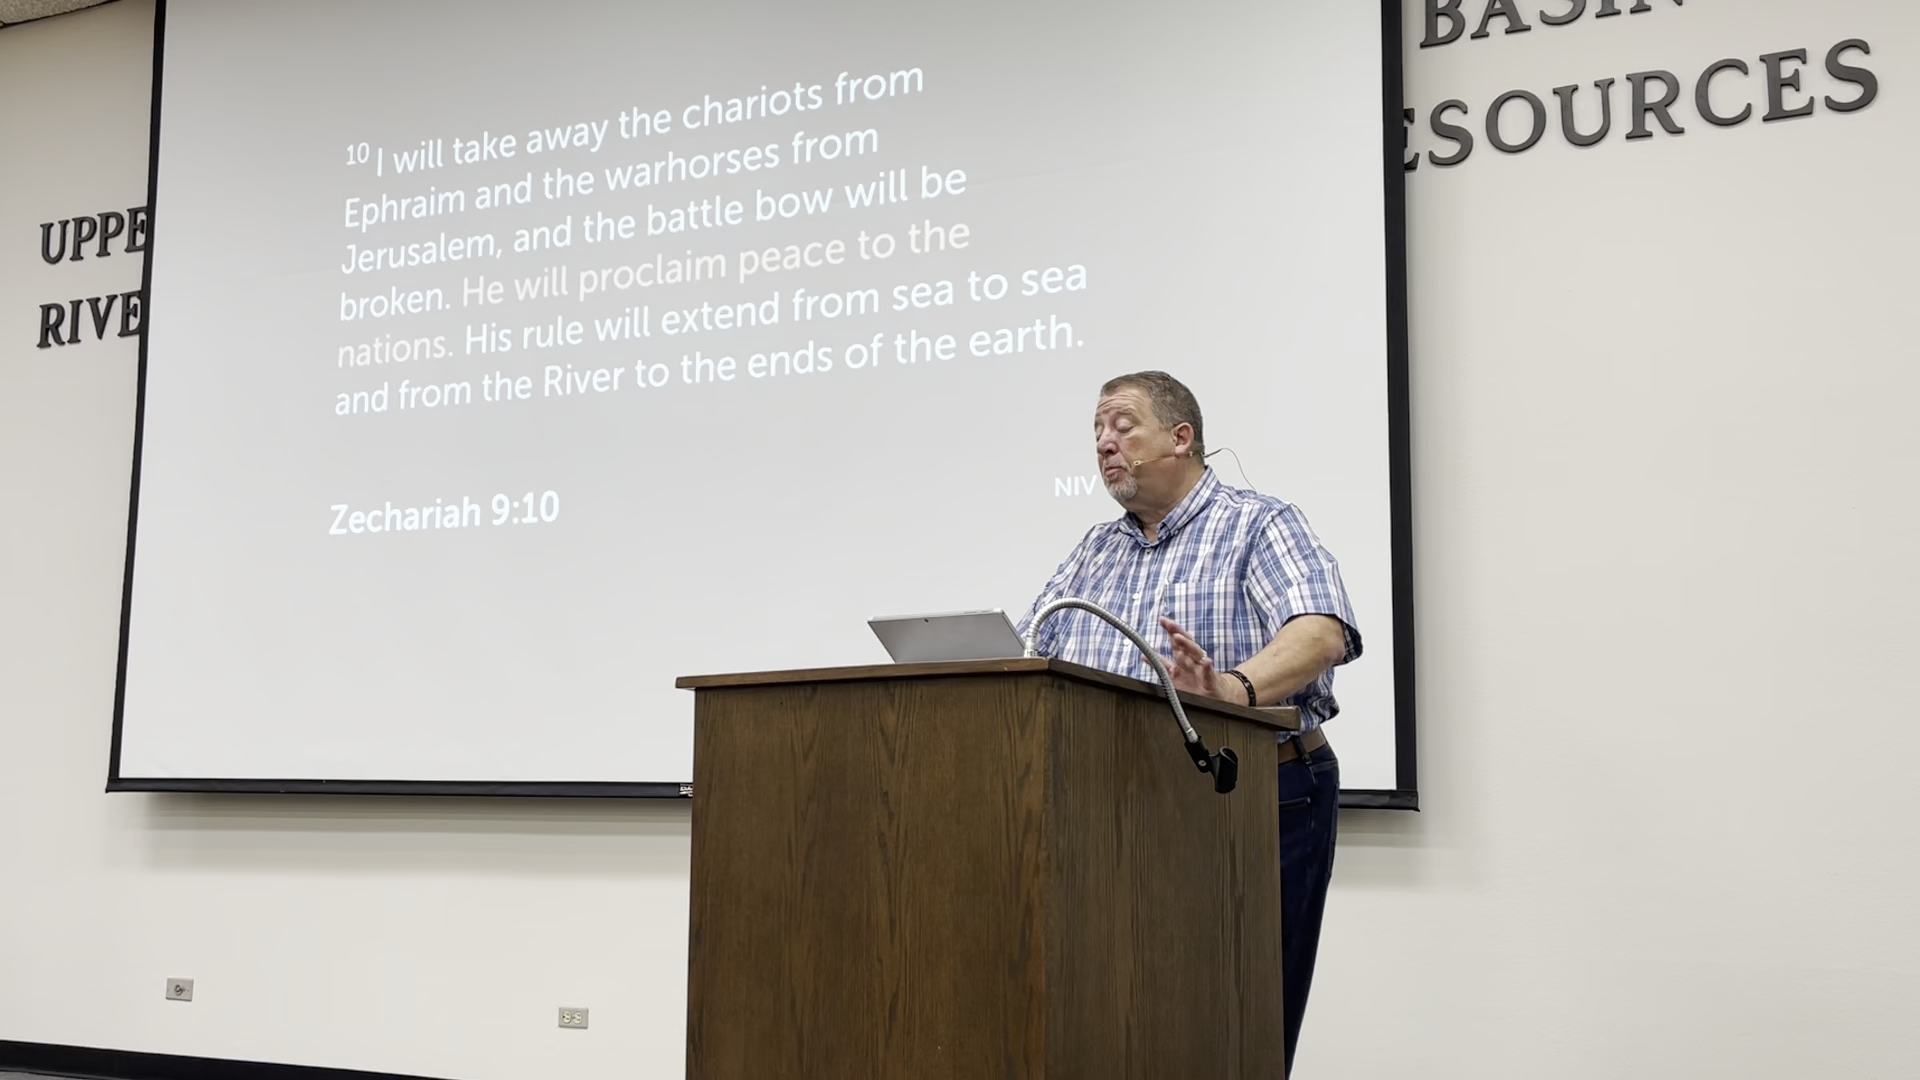 10 I will take away the chariots from
Ephraim and the warhorses from
Jerusalem, and the battle bow will be
broken. He will proclaim peace to the
nations. His rule will extend from sea to sea
and from the River to the ends of the earth.
Zechariah 9:10
NIV
UPPE
RIVE
BASIN
ESOURCES